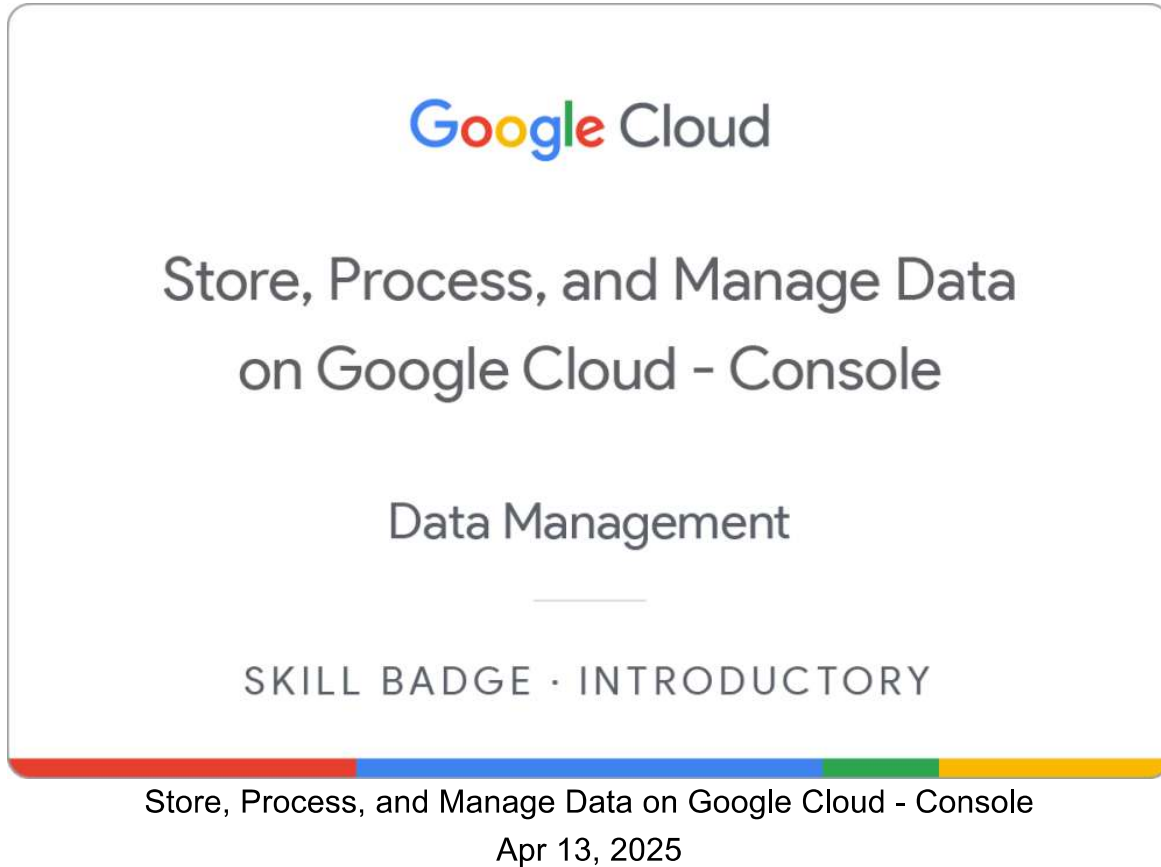 Google Cloud
Store, Process, and Manage Data
on Google Cloud - Console
Data Management
SKILL BADGE · INTRODUCTORY
Store, Process, and Manage Data on Google Cloud - Console
Apr 13, 2025